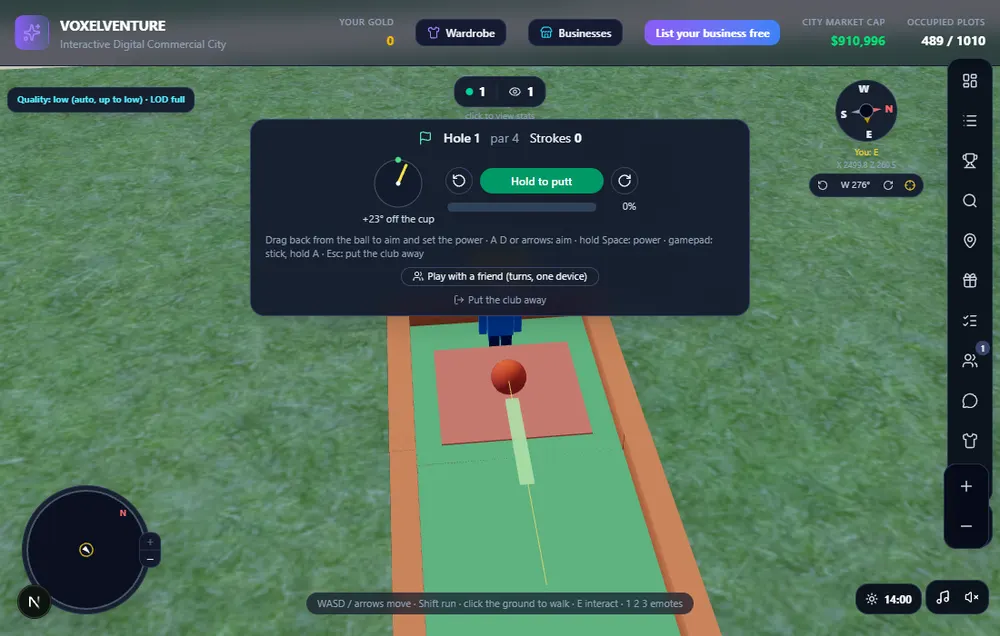 VOXELVENTURE
Interactive Digital Commercial City
YOUR GOLD
0
Wardrobe
Businesses
List your business free
CITY MARKET CAP
$910,996
OCCUPIED PLOTS
489 / 1010
Quality: low (auto, up to low) · LOD full
1
1
click to view stats
Hole 1 par 4 Strokes 0
Hold to putt
0%
+23° off the cup
Drag back from the ball to aim and set the power · A D or arrows: aim · hold Space: power · gamepad:
stick, hold A · Esc: put the club away
Play with a friend (turns, one device)
Put the club away
W
S
N
E
You: E
W 276°
1
N
N
WASD / arrows move · Shift run · click the ground to walk · E interact · 1 2 3 emotes
14:00